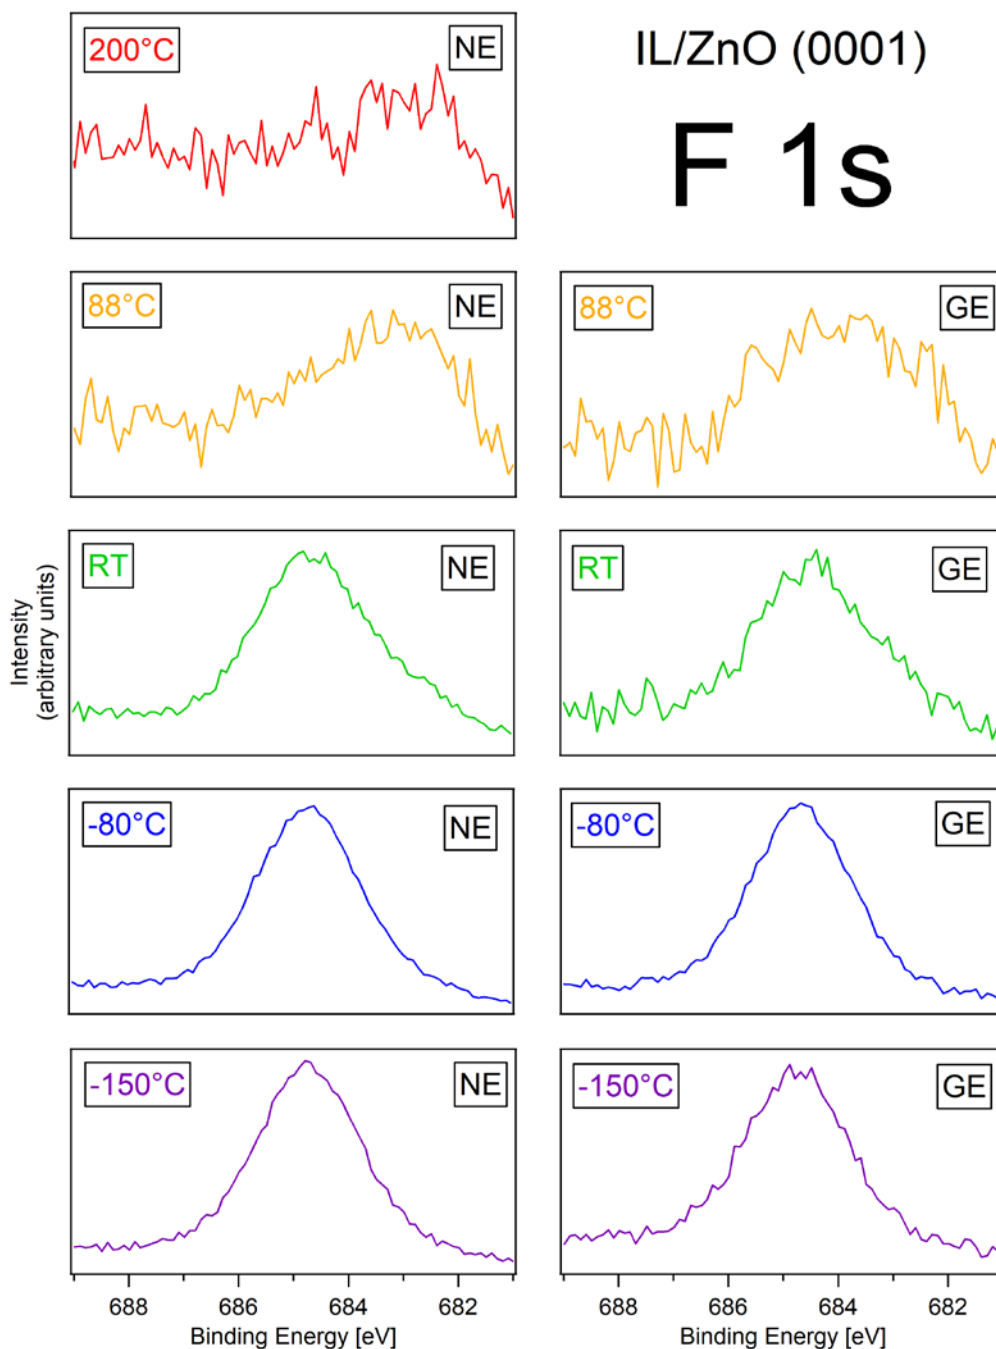 200°C
NE
IL/ZnO (0001)
F 1s
88°C
NE
88°C
GE
RT
NE
RT
GE
Intensity
(arbitrary units)
-80°C
NE
-80°C
GE
-150°C
NE
-150°C
GE
688 686 684 682
688 686 684 682
Binding Energy [eV]
Binding Energy [eV]